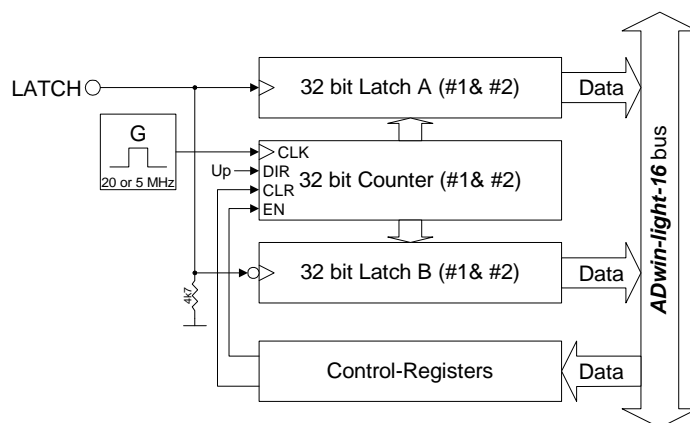 LATCH
32 bit Latch A (#1& #2)
Data
G
20 or 5 MHz
CLK
Up
DIR
CLR
EN
32 bit Counter (#1& #2)
32 bit Latch B (#1& #2)
Data
4k7
Control-Registers
Data
ADwin-light-16 bus